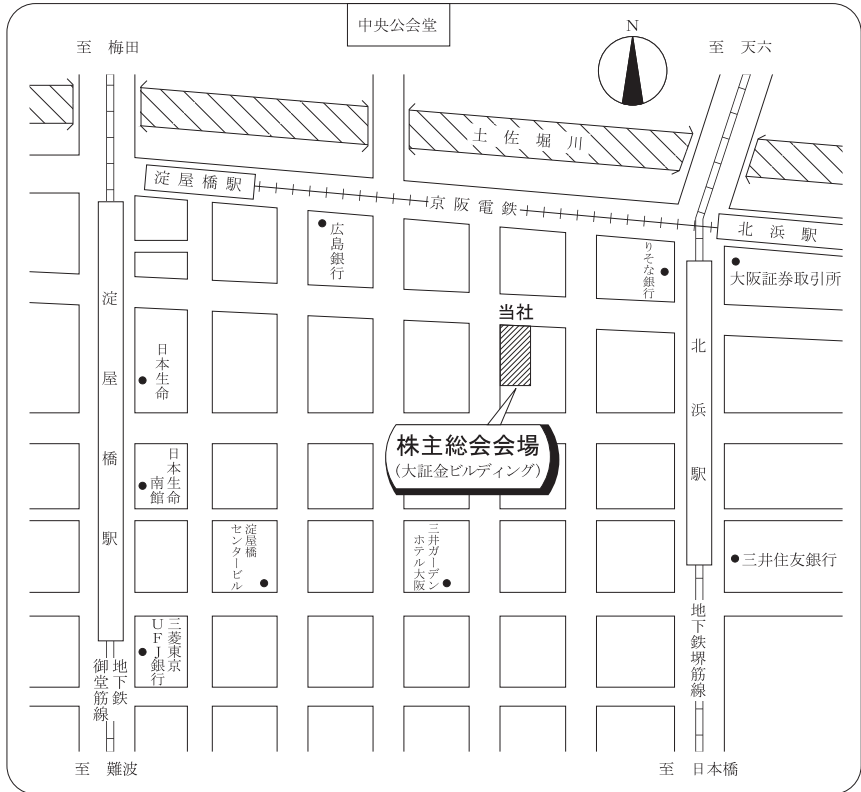 中央公会堂
至 梅田
N
至 天六
土佐堀川
淀屋橋駅
京阪電鉄
北浜駅
広島銀行
りそな銀行
大阪証券取引所
淀屋橋駅
当社
北浜駅
日本生命
株主総会会場
(大証金ビルディング)
日本生命
南館
淀屋橋
センタービル
三井ガーデン
ホテル大阪
三井住友銀行
三菱東京
UFJ銀行
地下鉄
御堂筋線
地下鉄堺筋線
至 難波
至 日本橋